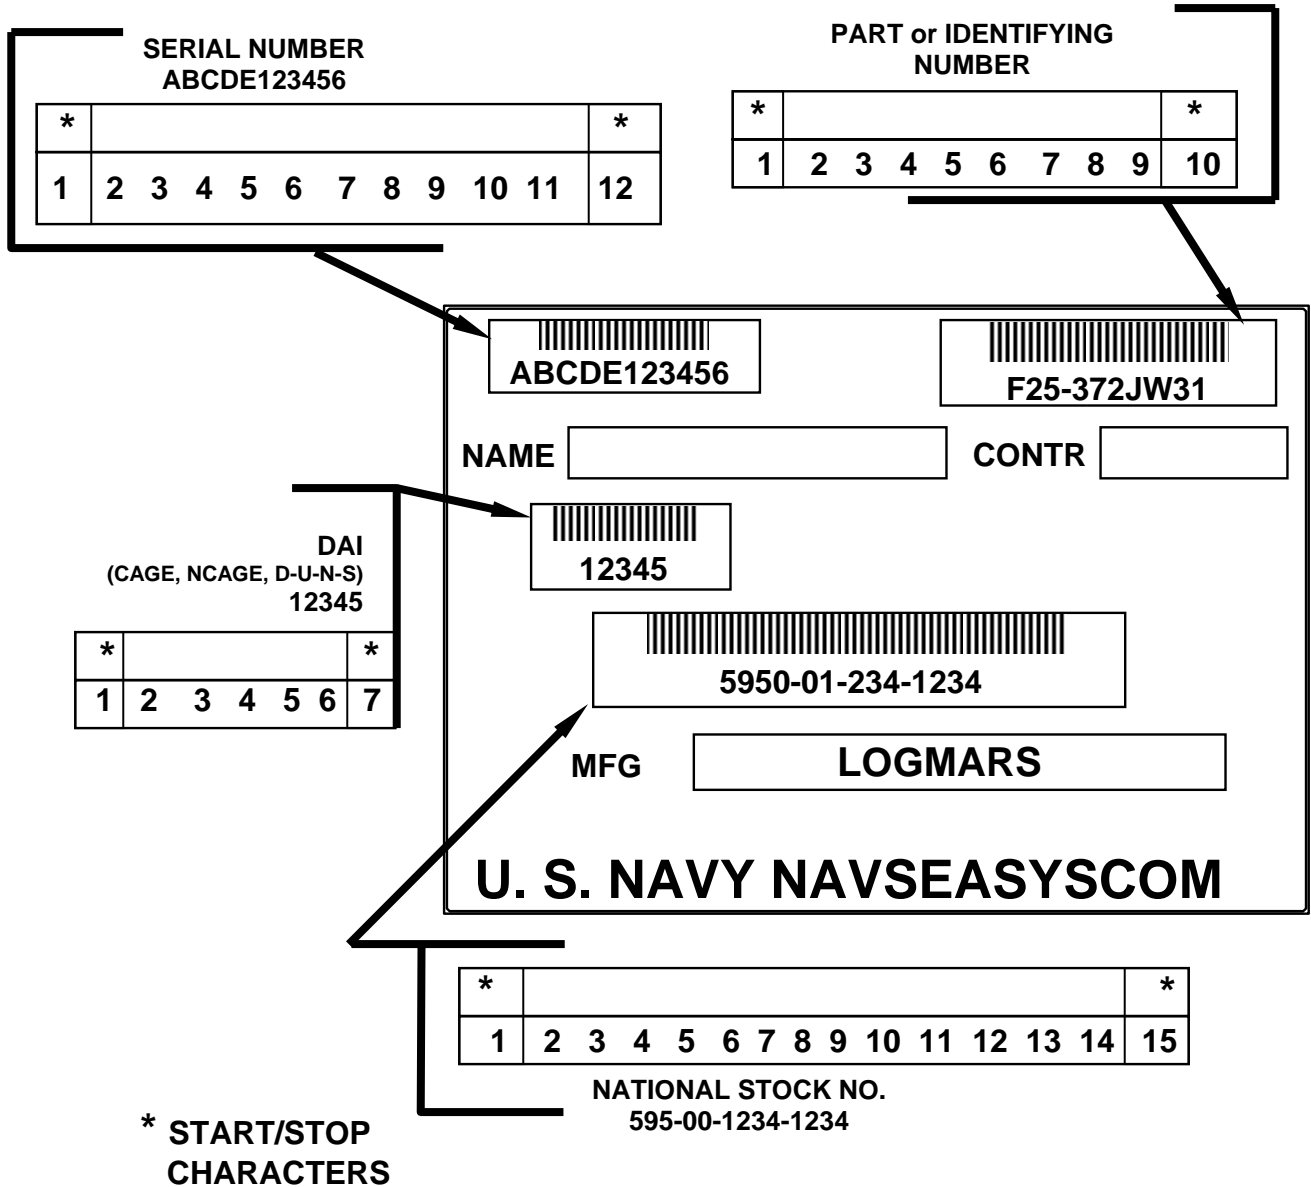 SERIAL NUMBER
ABCDE123456
* *
1 2 3 4 5 6 7 8 9 10 11 12
PART or IDENTIFYING
NUMBER
* *
1 2 3 4 5 6 7 8 9 10
ABCDE123456
F25-372JW31
NAME CONTR
DAI
(CAGE, NCAGE, D-U-N-S)
12345
* *
1 2 3 4 5 6 7
12345
5950-01-234-1234
MFG LOGMARS
U. S. NAVY NAVSEASYSCOM
* *
1 2 3 4 5 6 7 8 9 10 11 12 13 14 15
NATIONAL STOCK NO.
595-00-1234-1234
* START/STOP
CHARACTERS